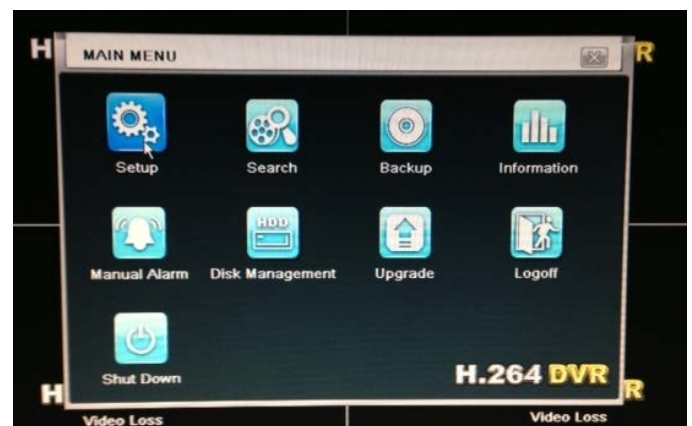 H R
MAIN MENU
Setup Search Backup Information
HDD
Manual Alarm Disk Management Upgrade Logoff
Shut Down
H.264 DVR
H R
Video Loss Video Loss